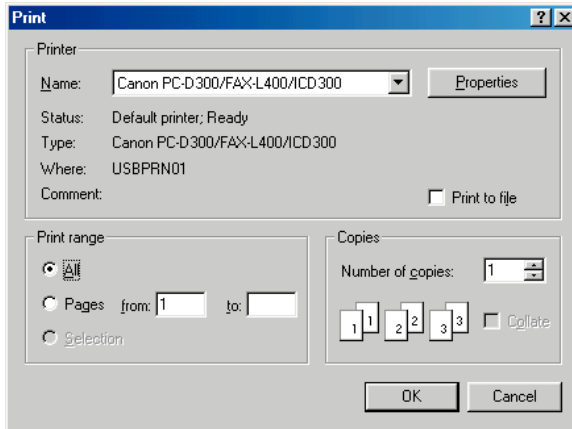 Print
Printer
Name: Canon PC-D300/FAX-L400/ICD300 Properties
Status: Default printer; Ready
Type: Canon PC-D300/FAX-L400/ICD300
Where: USBPRN01
Comment: Print to file
Print range
All
Pages from: 1 to:
Selection
Copies
Number of copies: 1
1 1 2 2 3 3 Collate
OK Cancel